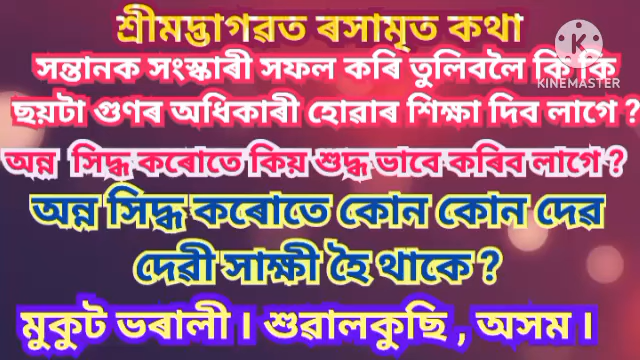 শ্ৰীমদ্ভাগৱত ৰসামৃত কথা
সন্তানক সংস্কাৰী সফল কৰি তুলিবলৈ কি কি
ছয়টা গুণৰ অধিকাৰী হোৱাৰ শিক্ষা দিব লাগে ?
অন্ন সিদ্ধ কৰোতে কিয় শুদ্ধ ভাবে কৰিব লাগে ?
অন্ন সিদ্ধ কৰোতে কোন কোন দেৱ
দেৱী সাক্ষী হৈ থাকে ?
মুকুট ভৰালী । শুৱালকুছি , অসম ।
KINEMASTER